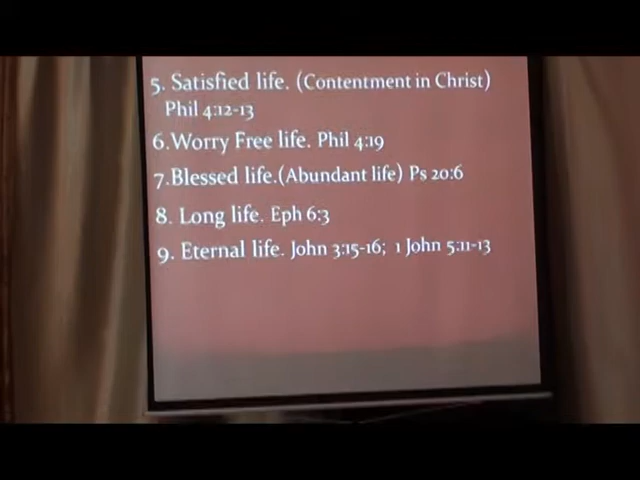 5. Satisfied life. (Contentment in Christ)
Phil 4:12-13
6.Worry Free life. Phil 4:19
7.Blessed life.(Abundant life) Ps 20:6
8. Long life. Eph 6:3
9. Eternal life. John 3:15-16; 1 John 5:11-13